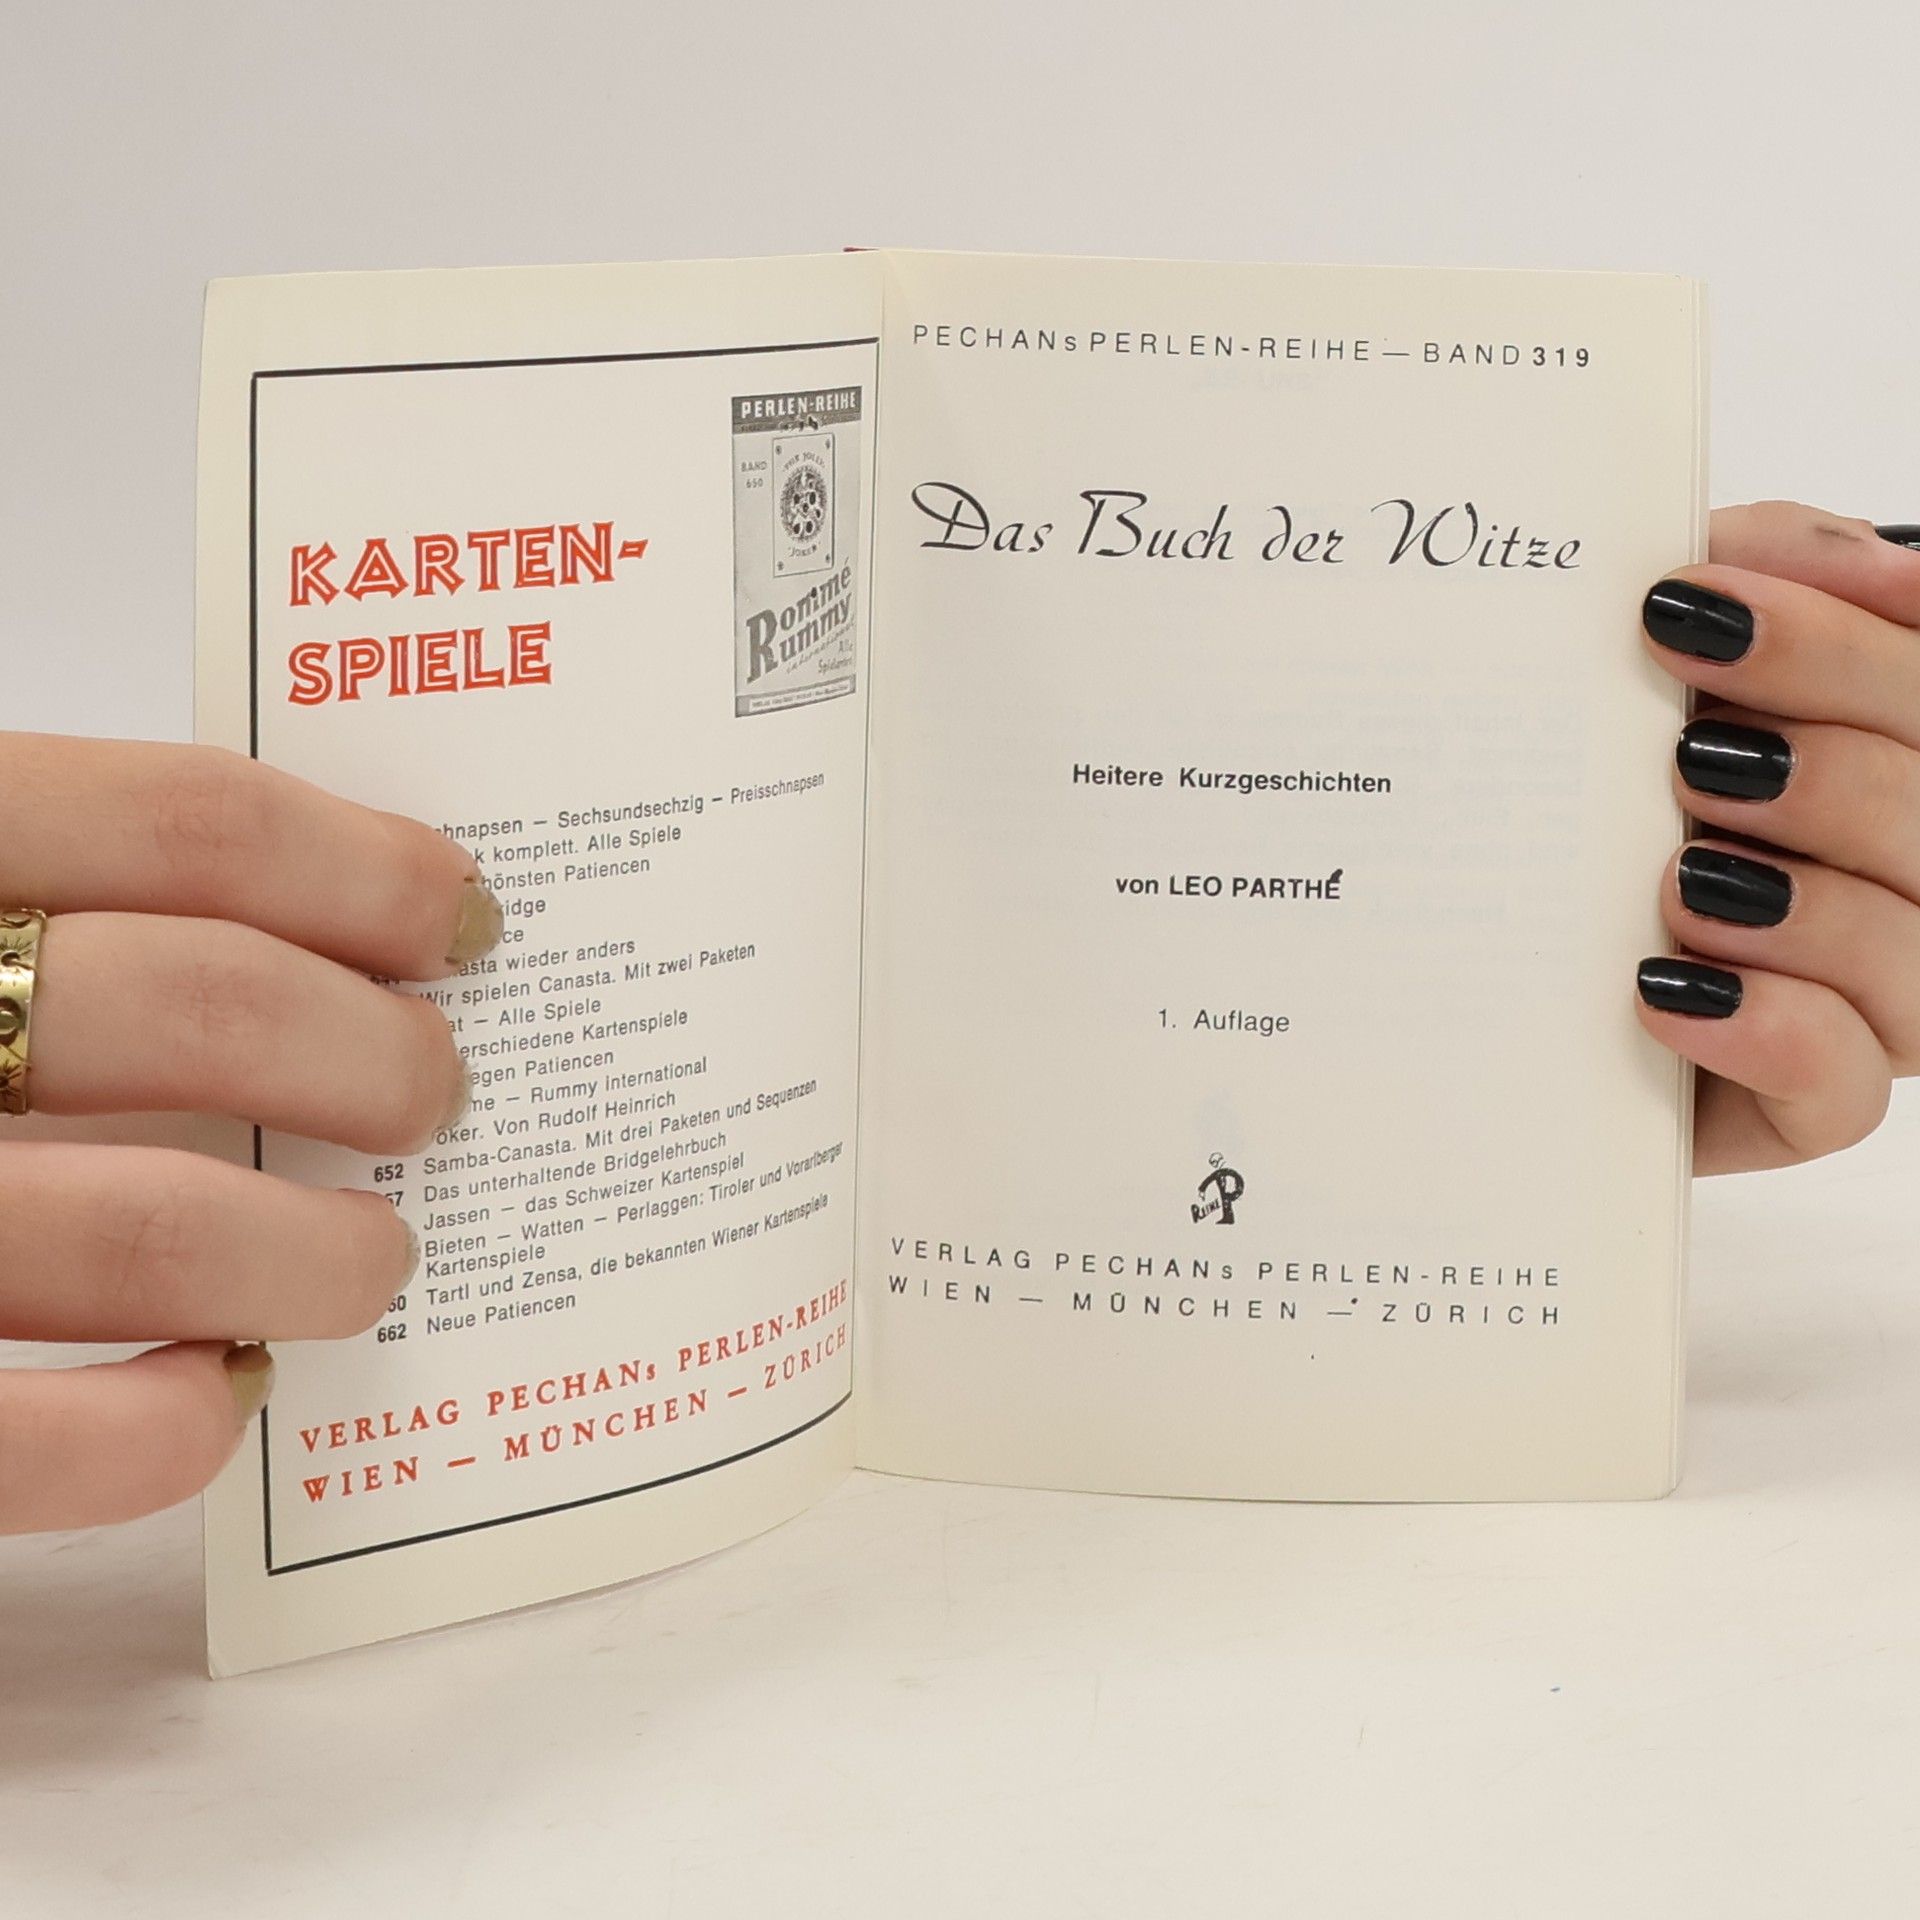 KARTEN-
SPIELE
PERLEN-REIHE
BAND
650
JOKER
Rommé
Rummy
international
Alle
Spielarten
chnapsen — Sechsundsechzig — Preisschnapsen
k komplett. Alle Spiele
hönsten Patiencen
idge
ce
asta wieder anders
Wir spielen Canasta. Mit zwei Paketen
at — Alle Spiele
erschiedene Kartenspiele
egen Patiencen
me — Rummy international
oker. Von Rudolf Heinrich
652 Samba-Canasta. Mit drei Paketen und Sequenzen
57 Das unterhaltende Bridgelehrbuch
Jassen — das Schweizer Kartenspiel
Bieten — Watten — Perlaggen: Tiroler und Vorarlberger
Kartenspiele
60 Tartl und Zensa, die bekannten Wiener Kartenspiele
662 Neue Patiencen
VERLAG PECHANs PERLEN-REIHE
WIEN — MÜNCHEN — ZÜRICH
PECHANs PERLEN-REIHE — BAND 319
Das Buch der Witze
Heitere Kurzgeschichten
von LEO PARTHÉ
1. Auflage
P
REIHE
VERLAG PECHANs PERLEN-REIHE
WIEN — MÜNCHEN — ZÜRICH